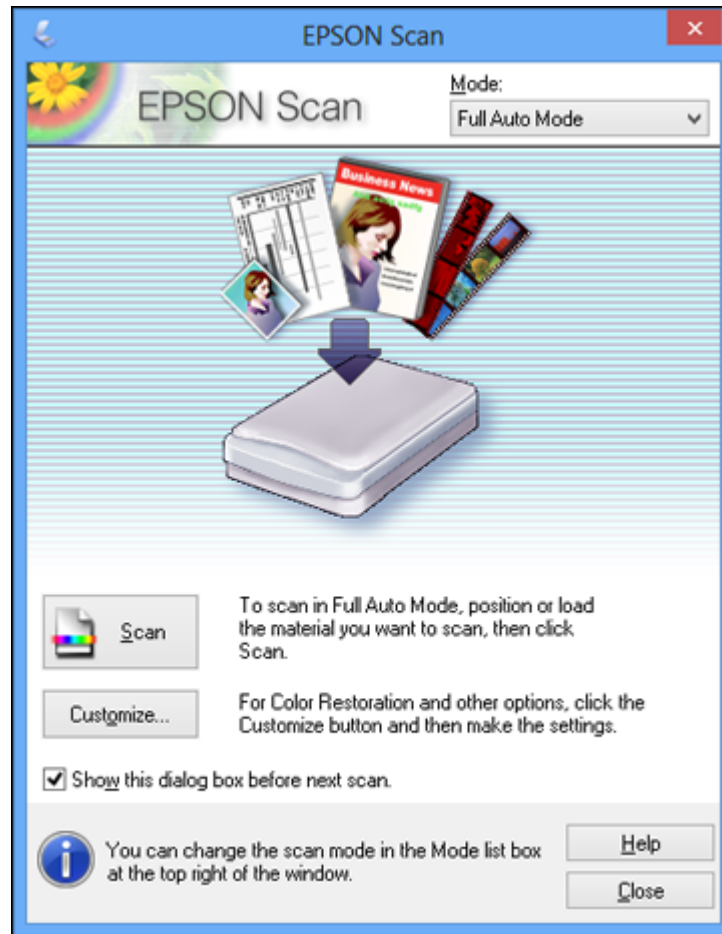 EPSON Scan
EPSON Scan
Mode:
Full Auto Mode
Business News
Scan
To scan in Full Auto Mode, position or load
the material you want to scan, then click
Scan.
Customize...
For Color Restoration and other options, click the
Customize button and then make the settings.
Show this dialog box before next scan.
You can change the scan mode in the Mode list box
at the top right of the window.
Help
Close